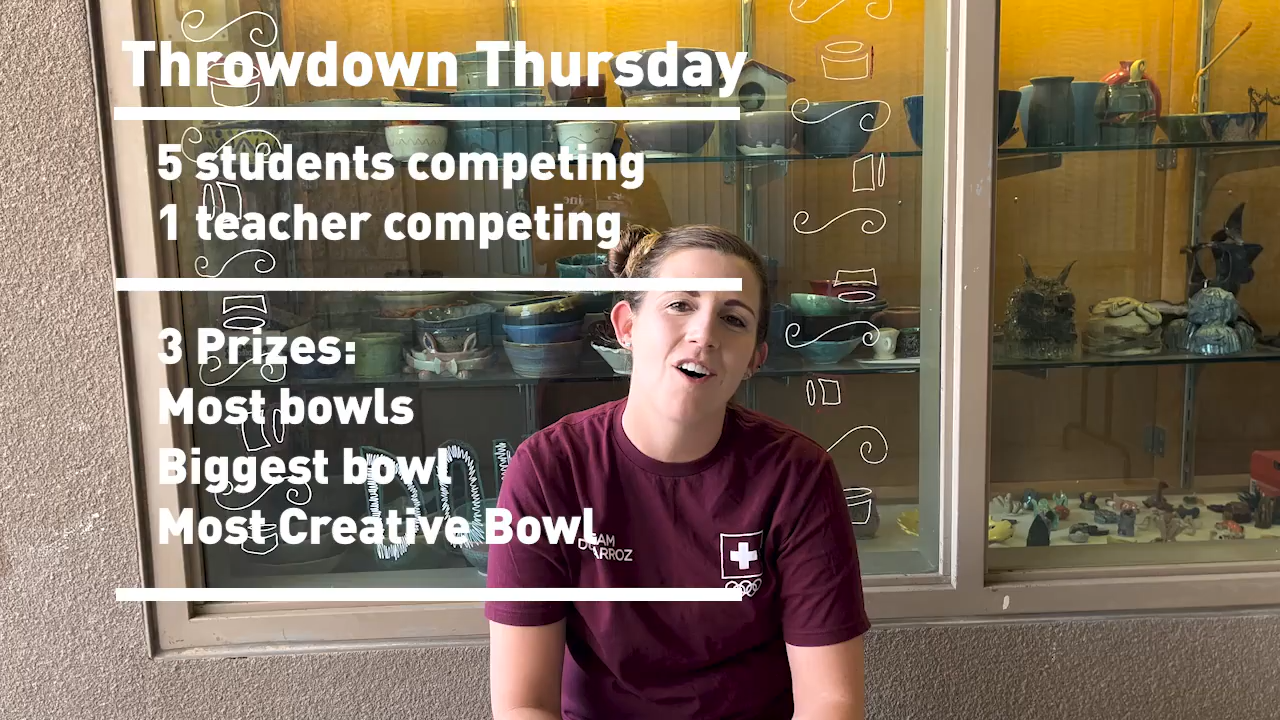 Throwdown Thursday
5 students competing
1 teacher competing
3 Prizes:
Most bowls
Biggest bowl
Most Creative Bowl